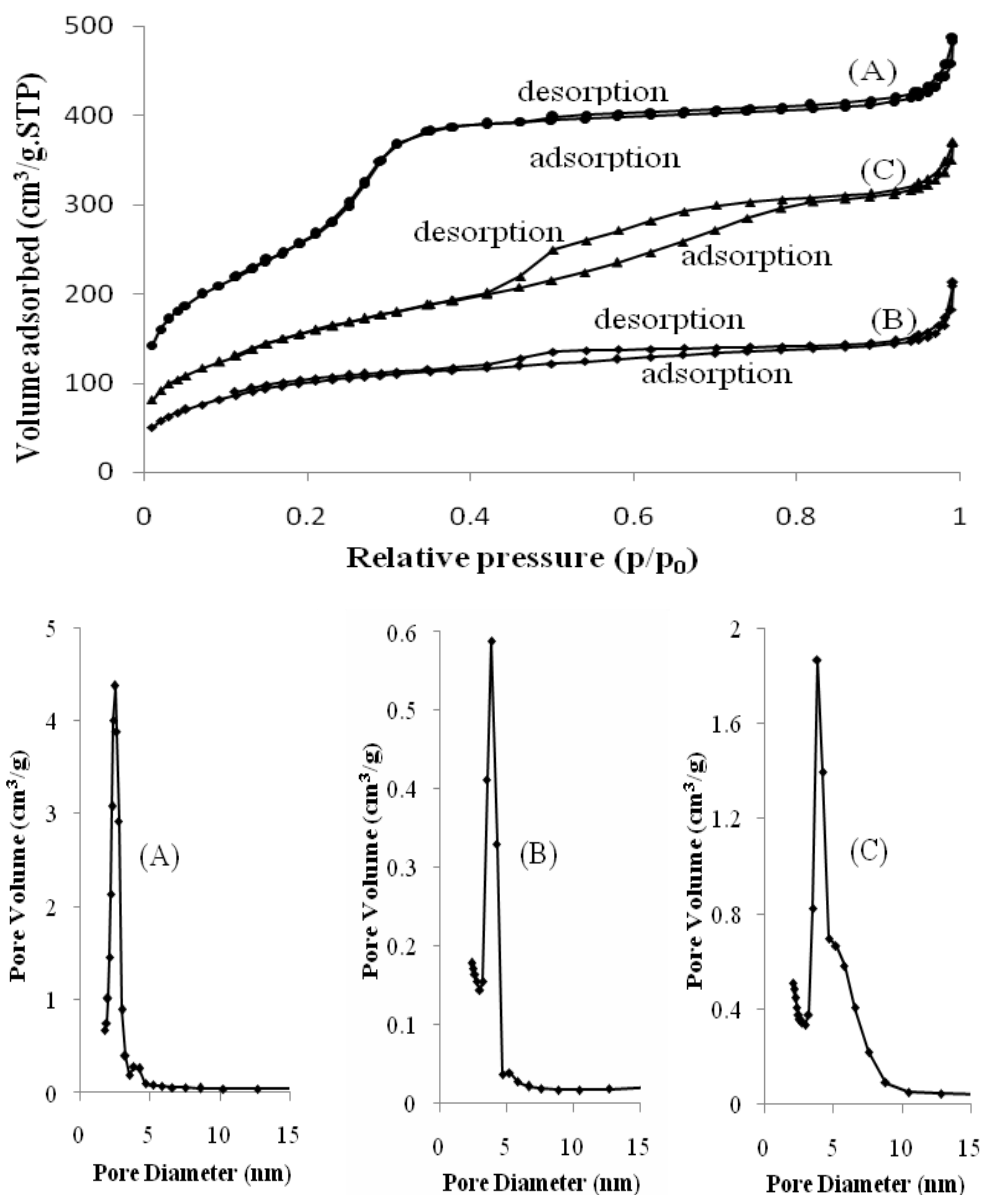 500
400
300
200
100
0
Volume adsorbed (cm³/g.STP)
desorption
(A)
adsorption
(C)
desorption
adsorption
desorption
(B)
adsorption
0 0.2 0.4 0.6 0.8 1
Relative pressure (p/p₀)
5
4
3
2
1
0
Pore Volume (cm³/g)
(A)
0 5 10 15
Pore Diameter (nm)
0.6
0.5
0.4
0.3
0.2
0.1
0
Pore Volume (cm³/g)
(B)
0 5 10 15
Pore Diameter (nm)
2
1.6
1.2
0.8
0.4
0
Pore Volume (cm³/g)
(C)
0 5 10 15
Pore Diameter (nm)